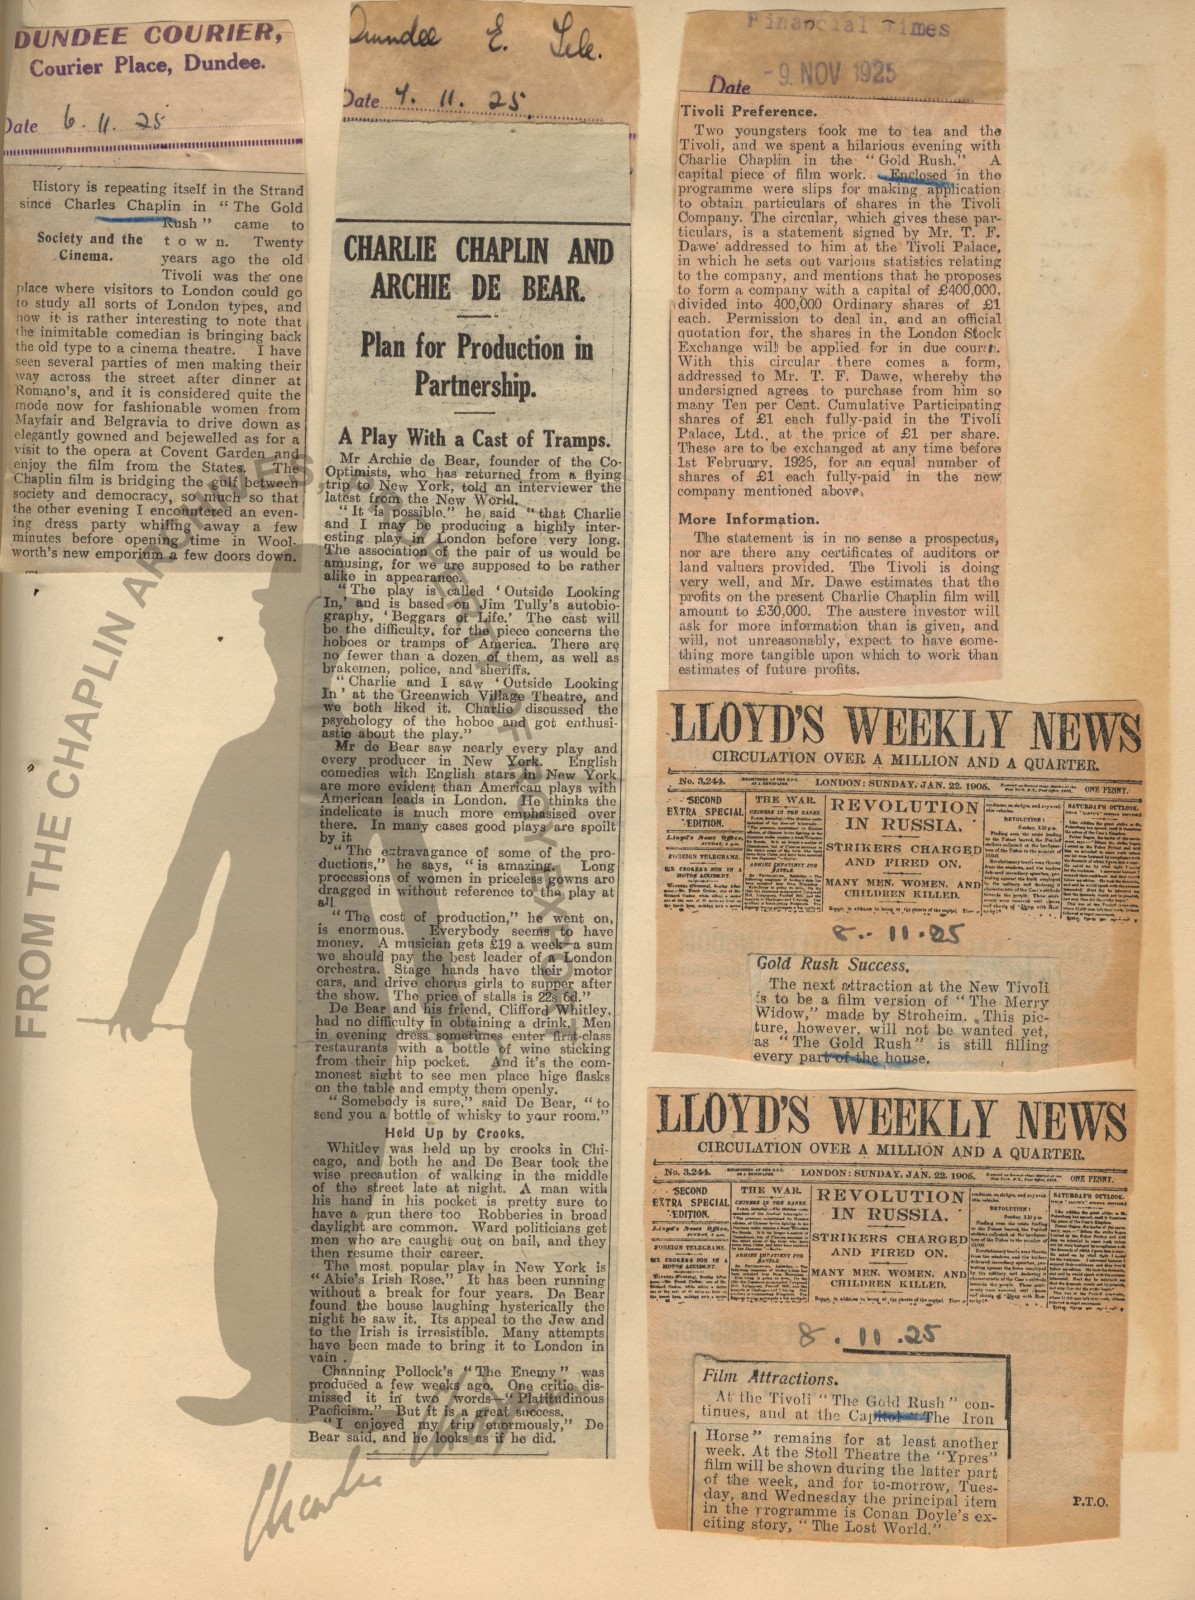 DUNDEE COURIER,
Courier Place, Dundee.
Date 6. 11. 25
History is repeating itself in the Strand
since Charles Chaplin in "The Gold
Rush" came to
Society and the
Cinema.
town. Twenty
years ago the old
Tivoli was the one
place where visitors to London could go
to study all sorts of London types, and
now it is rather interesting to note that
the inimitable comedian is bringing back
the old type to a cinema theatre. I have
seen several parties of men making their
way across the street after dinner at
Romano's, and it is considered quite the
mode now for fashionable women from
Mayfair and Belgravia to drive down as
elegantly gowned and bejewelled as for a
visit to the opera at Covent Garden and
enjoy the film from the States. The
Chaplin film is bridging the gulf between
society and democracy, so much so that
the other evening I encountered an even-
ing dress party whiling away a few
minutes before opening time in Wool-
worth's new emporium a few doors down.
Dundee E. Tele.
Date 7. 11. 25
CHARLIE CHAPLIN AND
ARCHIE DE BEAR.
Plan for Production in
Partnership.
A Play With a Cast of Tramps.
Mr Archie de Bear, founder of the Co-
Optimists, who has returned from a flying
trip to New York, told an interviewer the
latest from the New World.
"It is possible," he said "that Charlie
and I may be producing a highly inter-
esting play in London before very long.
The association of the pair of us would be
amusing, for we are supposed to be rather
alike in appearance.
"The play is called 'Outside Looking
In,' and is based on Jim Tully's autobio-
graphy, 'Beggars of Life.' The cast will
be the difficulty, for the piece concerns the
hoboes or tramps of America. There are
no fewer than a dozen of them, as well as
brakemen, police, and sheriffs.
"Charlie and I saw 'Outside Looking
In' at the Greenwich Village Theatre, and
we both liked it. Charlie discussed the
psychology of the hoboe and got enthusi-
astic about the play."
Mr de Bear saw nearly every play and
every producer in New York. English
comedies with English stars in New York
are more evident than American plays with
American leads in London. He thinks the
indelicate is much more emphasised over
there. In many cases good plays are spoilt
by it
"The extravagance of some of the pro-
ductions," he says, "is amazing. Long
processions of women in priceless gowns are
dragged in without reference to the play at
all
"The cost of production," he went on,
is enormous. Everybody seems to have
money. A musician gets £19 a week—a sum
we should pay the best leader of a London
orchestra. Stage hands have their motor
cars, and drive chorus girls to supper after
the show. The price of stalls is 22s 6d."
De Bear and his friend, Clifford Whitley,
had no difficulty in obtaining a drink. Men
in evening dress sometimes enter first-class
restaurants with a bottle of wine sticking
from their hip pocket. And it's the com-
monest sight to see men place hige flasks
on the table and empty them openly.
"Somebody is sure," said De Bear, "to
send you a bottle of whisky to your room."
Held Up by Crooks.
Whitley was held up by crooks in Chi-
cago, and both he and De Bear took the
wise precaution of walking in the middle
of the street late at night. A man with
his hand in his pocket is pretty sure to
have a gun there too Robberies in broad
daylight are common. Ward politicians get
men who are caught out on bail, and they
then resume their career.
The most popular play in New York is
"Abie's Irish Rose." It has been running
without a break for four years. De Bear
found the house laughing hysterically the
night he saw it. Its appeal to the Jew and
to the Irish is irresistible. Many attempts
have been made to bring it to London in
vain.
Channing Pollock's "The Enemy" was
produced a few weeks ago. One critic dis-
missed it in two words—"Platitudinous
Pacificism." But it is a great success.
"I enjoyed my trip enormously," De
Bear said, and he looks as if he did.
Financial Times
Date -9 NOV 1925
Tivoli Preference.
Two youngsters took me to tea and the
Tivoli, and we spent a hilarious evening with
Charlie Chaplin in the "Gold Rush." A
capital piece of film work. Enclosed in the
programme were slips for making application
to obtain particulars of shares in the Tivoli
Company. The circular, which gives these par-
ticulars, is a statement signed by Mr. T. F.
Dawe addressed to him at the Tivoli Palace,
in which he sets out various statistics relating
to the company, and mentions that he proposes
to form a company with a capital of £400,000,
divided into 400,000 Ordinary shares of £1
each. Permission to deal in, and an official
quotation for, the shares in the London Stock
Exchange will be applied for in due course.
With this circular there comes a form,
addressed to Mr. T. F. Dawe, whereby the
undersigned agrees to purchase from him so
many Ten per Cent. Cumulative Participating
shares of £1 each fully-paid in the Tivoli
Palace, Ltd., at the price of £1 per share.
These are to be exchanged at any time before
1st February, 1926, for an equal number of
shares of £1 each fully-paid in the new
company mentioned above.
More Information.
The statement is in no sense a prospectus,
nor are there any certificates of auditors or
land valuers provided. The Tivoli is doing
very well, and Mr. Dawe estimates that the
profits on the present Charlie Chaplin film will
amount to £30,000. The austere investor will
ask for more information than is given, and
will, not unreasonably, expect to have some-
thing more tangible upon which to work than
estimates of future profits.
LLOYD'S WEEKLY NEWS
CIRCULATION OVER A MILLION AND A QUARTER.
No. 3,244. LONDON: SUNDAY, JAN. 22, 1905. ONE PENNY.
SECOND
EXTRA SPECIAL
EDITION.
Lloyd's News Office,
FOREIGN TELEGRAMS.
THE WAR.
REVOLUTION
IN RUSSIA.
STRIKERS CHARGED
AND FIRED ON.
MANY MEN, WOMEN, AND
CHILDREN KILLED.
REVOLUTION!
SATURDAY'S OUTLOOK.
8. 11. 25
Gold Rush Success.
The next attraction at the New Tivoli
is to be a film version of "The Merry
Widow," made by Stroheim. This pic-
ture, however, will not be wanted yet,
as "The Gold Rush" is still filling
every part of the house.
LLOYD'S WEEKLY NEWS
CIRCULATION OVER A MILLION AND A QUARTER.
No. 3,244. LONDON: SUNDAY, JAN. 22, 1905. ONE PENNY.
SECOND
EXTRA SPECIAL
EDITION.
Lloyd's News Office,
FOREIGN TELEGRAMS.
THE WAR.
REVOLUTION
IN RUSSIA.
STRIKERS CHARGED
AND FIRED ON.
MANY MEN, WOMEN, AND
CHILDREN KILLED.
REVOLUTION!
SATURDAY'S OUTLOOK.
8. 11. 25
Film Attractions.
At the Tivoli "The Gold Rush" con-
tinues, and at the Capitol "The Iron
Horse" remains for at least another
week. At the Stoll Theatre the "Ypres"
film will be shown during the latter part
of the week, and for to-morrow, Tues-
day, and Wednesday the principal item
in the programme is Conan Doyle's ex-
citing story, "The Lost World."
P.T.O.
FROM THE CHAPLIN ARCHIVES, PROPERTY OF ROY EXPORT
Charlie Chaplin